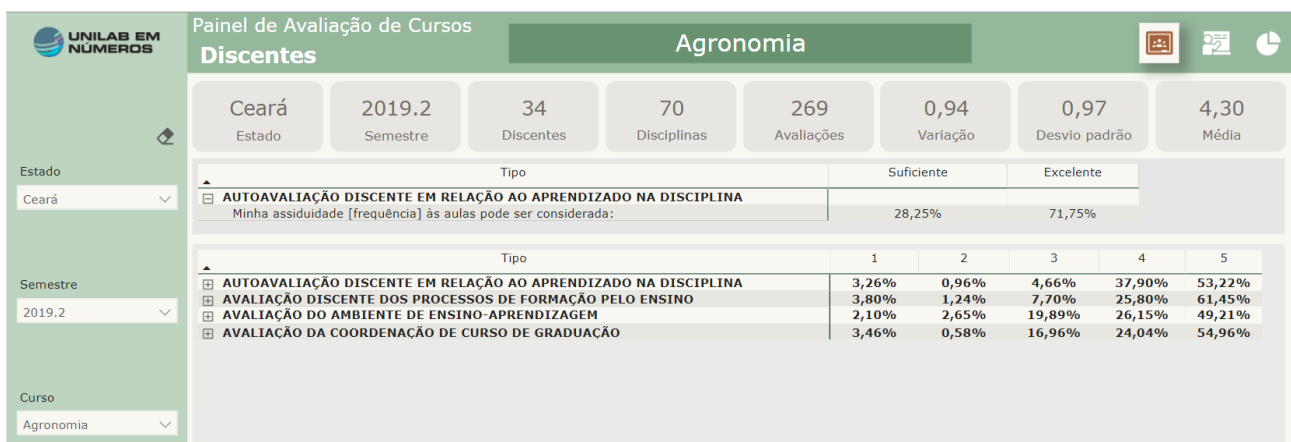 UNILAB EM
NÚMEROS
Painel de Avaliação de Cursos
Discentes
Agronomia
Ceará
Estado
2019.2
Semestre
34
Discentes
70
Disciplinas
269
Avaliações
0,94
Variação
0,97
Desvio padrão
4,30
Média
Estado
Ceará
Semestre
2019.2
Curso
Agronomia
Tipo Suficiente Excelente
AUTOAVALIAÇÃO DISCENTE EM RELAÇÃO AO APRENDIZADO NA DISCIPLINA
Minha assiduidade [frequência] às aulas pode ser considerada: 28,25% 71,75%
Tipo 1 2 3 4 5
AUTOAVALIAÇÃO DISCENTE EM RELAÇÃO AO APRENDIZADO NA DISCIPLINA 3,26% 0,96% 4,66% 37,90% 53,22%
AVALIAÇÃO DISCENTE DOS PROCESSOS DE FORMAÇÃO PELO ENSINO 3,80% 1,24% 7,70% 25,80% 61,45%
AVALIAÇÃO DO AMBIENTE DE ENSINO-APRENDIZAGEM 2,10% 2,65% 19,89% 26,15% 49,21%
AVALIAÇÃO DA COORDENAÇÃO DE CURSO DE GRADUAÇÃO 3,46% 0,58% 16,96% 24,04% 54,96%